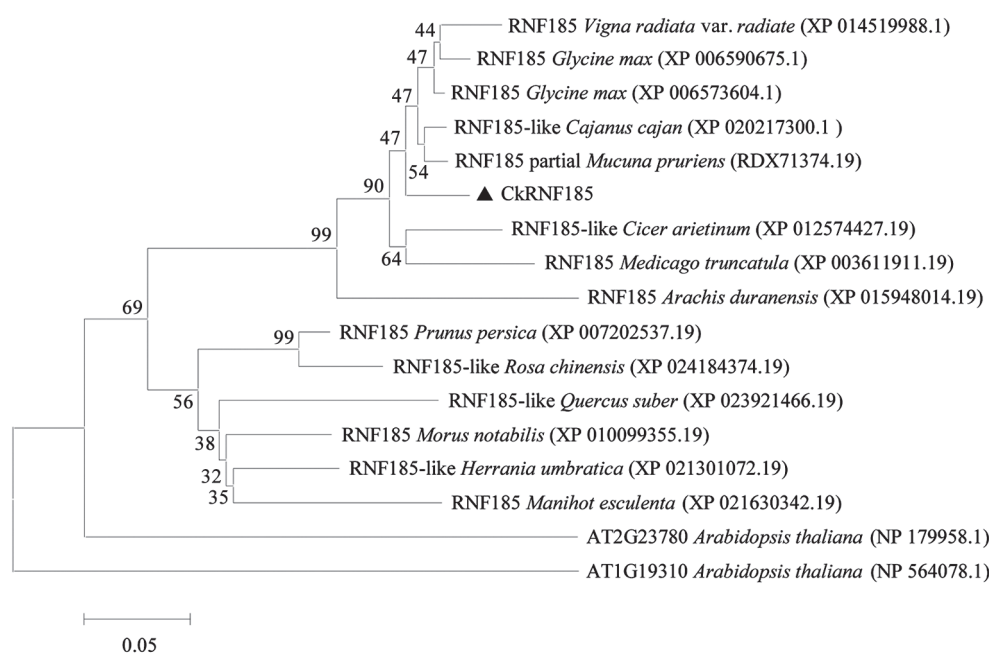 44
RNF185 Vigna radiata var. radiate (XP 014519988.1)
47
RNF185 Glycine max (XP 006590675.1)
47
RNF185 Glycine max (XP 006573604.1)
47
RNF185-like Cajanus cajan (XP 020217300.1 )
RNF185 partial Mucuna pruriens (RDX71374.19)
54
90
▲ CkRNF185
99
RNF185-like Cicer arietinum (XP 012574427.19)
64
RNF185 Medicago truncatula (XP 003611911.19)
RNF185 Arachis duranensis (XP 015948014.19)
69
99
RNF185 Prunus persica (XP 007202537.19)
RNF185-like Rosa chinensis (XP 024184374.19)
56
RNF185-like Quercus suber (XP 023921466.19)
38
RNF185 Morus notabilis (XP 010099355.19)
32
RNF185-like Herrania umbratica (XP 021301072.19)
35
RNF185 Manihot esculenta (XP 021630342.19)
AT2G23780 Arabidopsis thaliana (NP 179958.1)
AT1G19310 Arabidopsis thaliana (NP 564078.1)
0.05